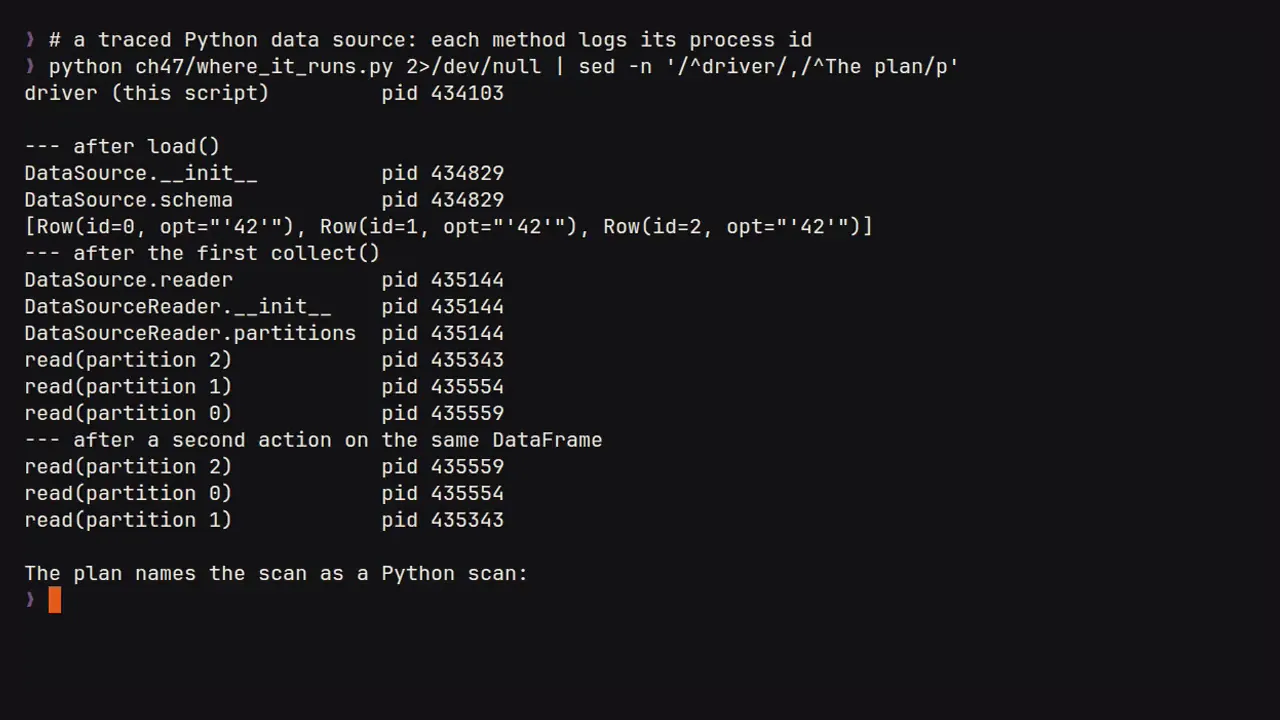 ❯ # a traced Python data source: each method logs its process id
❯ python ch47/where_it_runs.py 2>/dev/null | sed -n '/^driver/,/^The plan/p'
driver (this script)         pid 434103
--- after load()
DataSource.__init__          pid 434829
DataSource.schema            pid 434829
[Row(id=0, opt="'42'"), Row(id=1, opt="'42'"), Row(id=2, opt="'42'")]
--- after the first collect()
DataSource.reader            pid 435144
DataSourceReader.__init__    pid 435144
DataSourceReader.partitions  pid 435144
read(partition 2)            pid 435343
read(partition 1)            pid 435554
read(partition 0)            pid 435559
--- after a second action on the same DataFrame
read(partition 2)            pid 435559
read(partition 0)            pid 435554
read(partition 1)            pid 435343
The plan names the scan as a Python scan:
❯